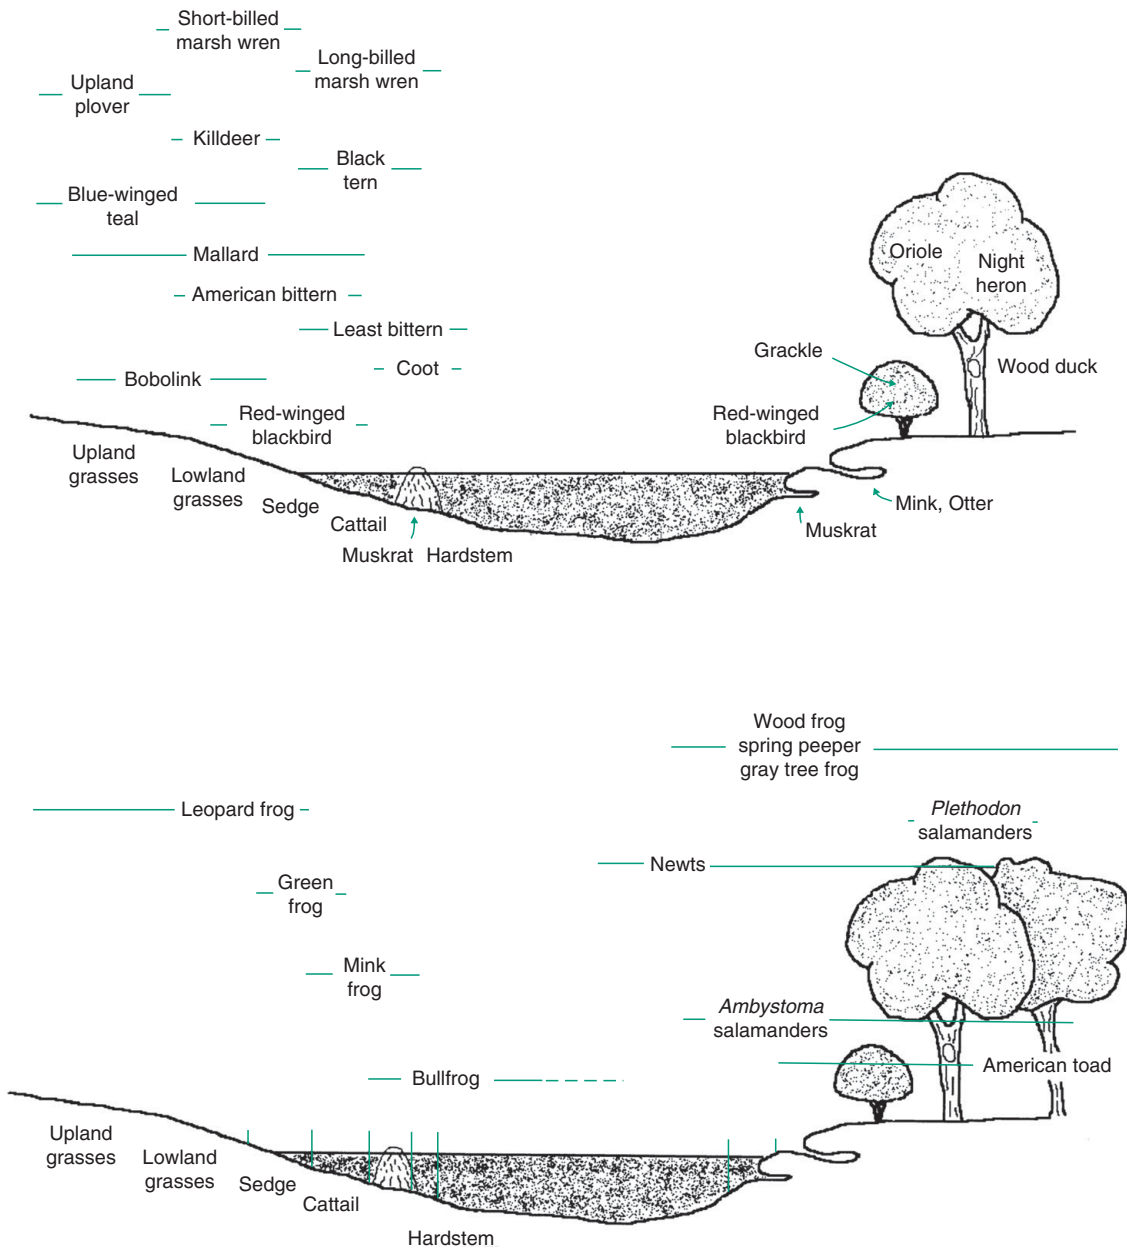 Short-billed
marsh wren
Long-billed
marsh wren
Upland
plover
Killdeer
Black
tern
Blue-winged
teal
Mallard
American bittern
Least bittern
Coot
Bobolink
Red-winged
blackbird
Oriole
Night
heron
Grackle
Wood duck
Red-winged
blackbird
Upland
grasses
Lowland
grasses
Sedge
Cattail
Muskrat
Hardstem
Muskrat
Mink, Otter
Wood frog
spring peeper
gray tree frog
Leopard frog
Plethodon
salamanders
Newts
Green
frog
Mink
frog
Ambystoma
salamanders
American toad
Bullfrog
Upland
grasses
Lowland
grasses
Sedge
Cattail
Hardstem